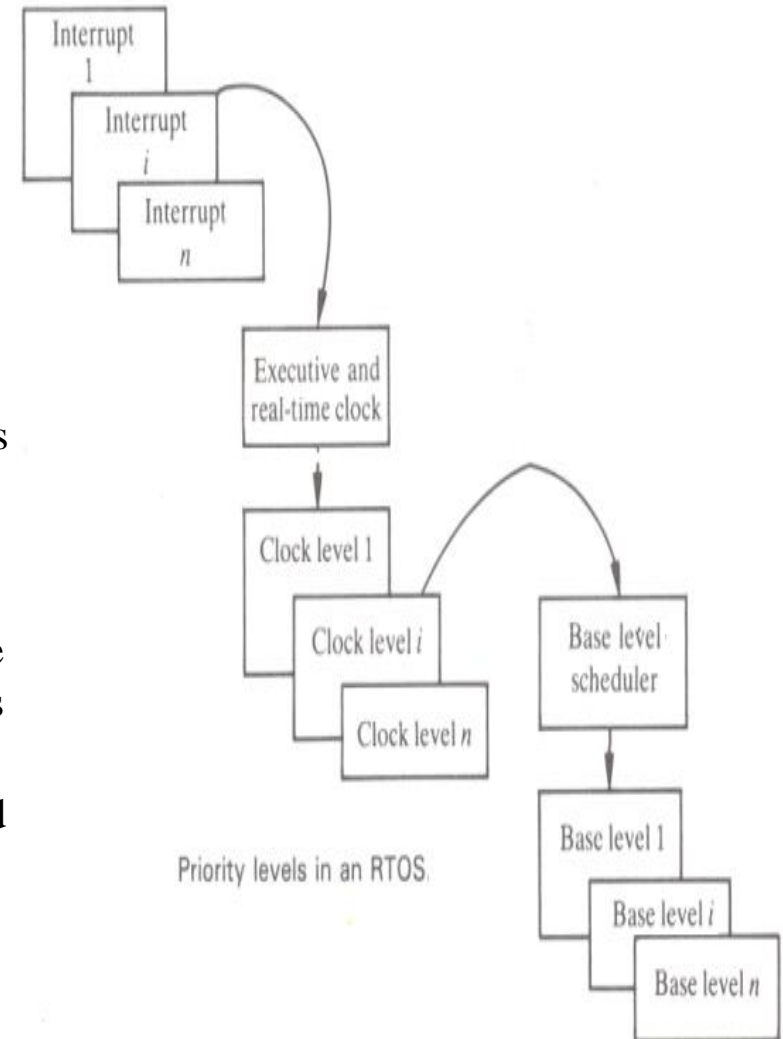 Interrupt
1
Interrupt
i
Interrupt
n
Executive and
real-time clock
Clock level 1
Clock level i
Clock level n
Base level
scheduler
Base level 1
Base level i
Base level n
Priority levels in an RTOS.